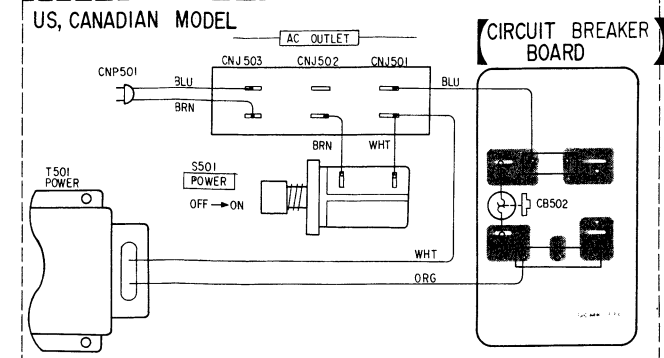 US, CANADIAN MODEL
AC OUTLET
【CIRCUIT BREAKER BOARD】
CNP501
CNJ503
CNJ502
CNJ501
BLU
BRN
BLU
BRN
WHT
T501
POWER
S501
POWER
OFF→ON
CB502
WHT
ORG